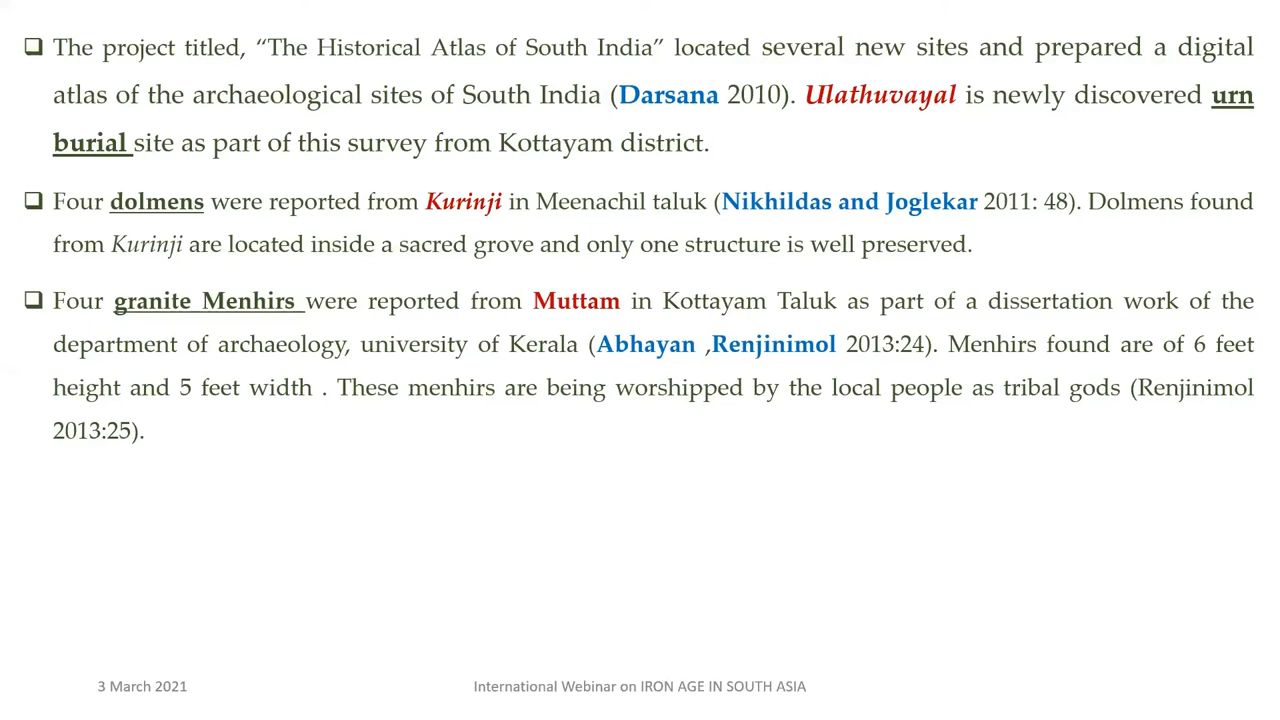 The project titled, “The Historical Atlas of South India” located several new sites and prepared a digital
atlas of the archaeological sites of South India (Darsana 2010). Ulathuvayal is newly discovered urn
burial site as part of this survey from Kottayam district.
Four dolmens were reported from Kurinji in Meenachil taluk (Nikhildas and Joglekar 2011: 48). Dolmens found
from Kurinji are located inside a sacred grove and only one structure is well preserved.
Four granite Menhirs were reported from Muttam in Kottayam Taluk as part of a dissertation work of the
department of archaeology, university of Kerala (Abhayan ,Renjinimol 2013:24). Menhirs found are of 6 feet
height and 5 feet width . These menhirs are being worshipped by the local people as tribal gods (Renjinimol
2013:25).
3 March 2021
International Webinar on IRON AGE IN SOUTH ASIA